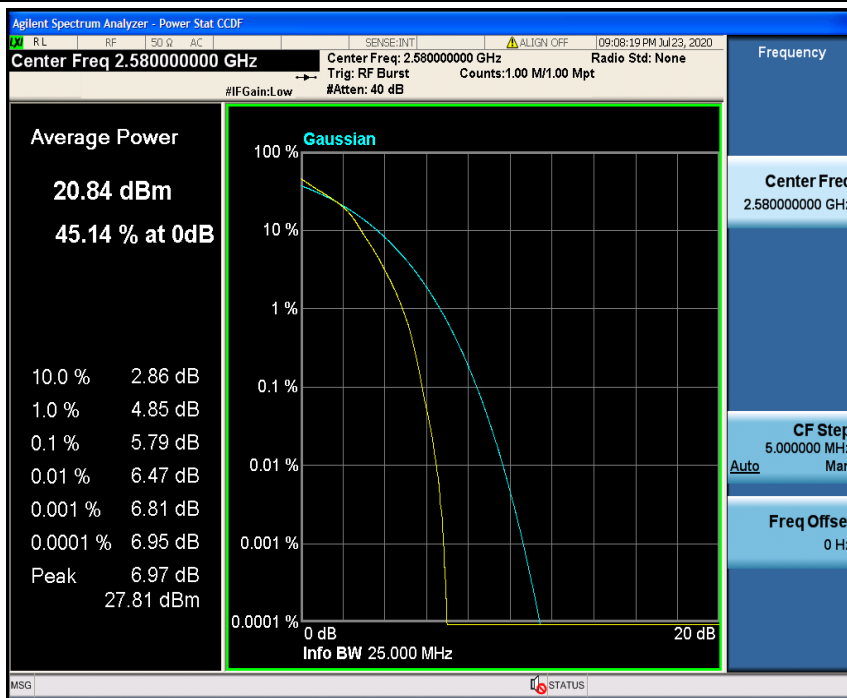 Agilent Spectrum Analyzer - Power Stat CCDF
LXI RL RF 50 Ω AC SENSE:INT ALIGN OFF 09:08:19 PM Jul 23, 2020
Center Freq 2.580000000 GHz
Center Freq: 2.580000000 GHz Radio Std: None
Trig: RF Burst Counts:1.00 M/1.00 Mpt
#IFGain:Low #Atten: 40 dB
Average Power
20.84 dBm
45.14 % at 0dB
10.0 % 2.86 dB
1.0 % 4.85 dB
0.1 % 5.79 dB
0.01 % 6.47 dB
0.001 % 6.81 dB
0.0001 % 6.95 dB
Peak 6.97 dB
27.81 dBm
Gaussian
100 %
10 %
1 %
0.1 %
0.01 %
0.001 %
0.0001 %
0 dB 20 dB
Info BW 25.000 MHz
Frequency
Center Freq
2.580000000 GHz
CF Step
5.000000 MHz
Auto Man
Freq Offse
0 Hz
MSG STATUS